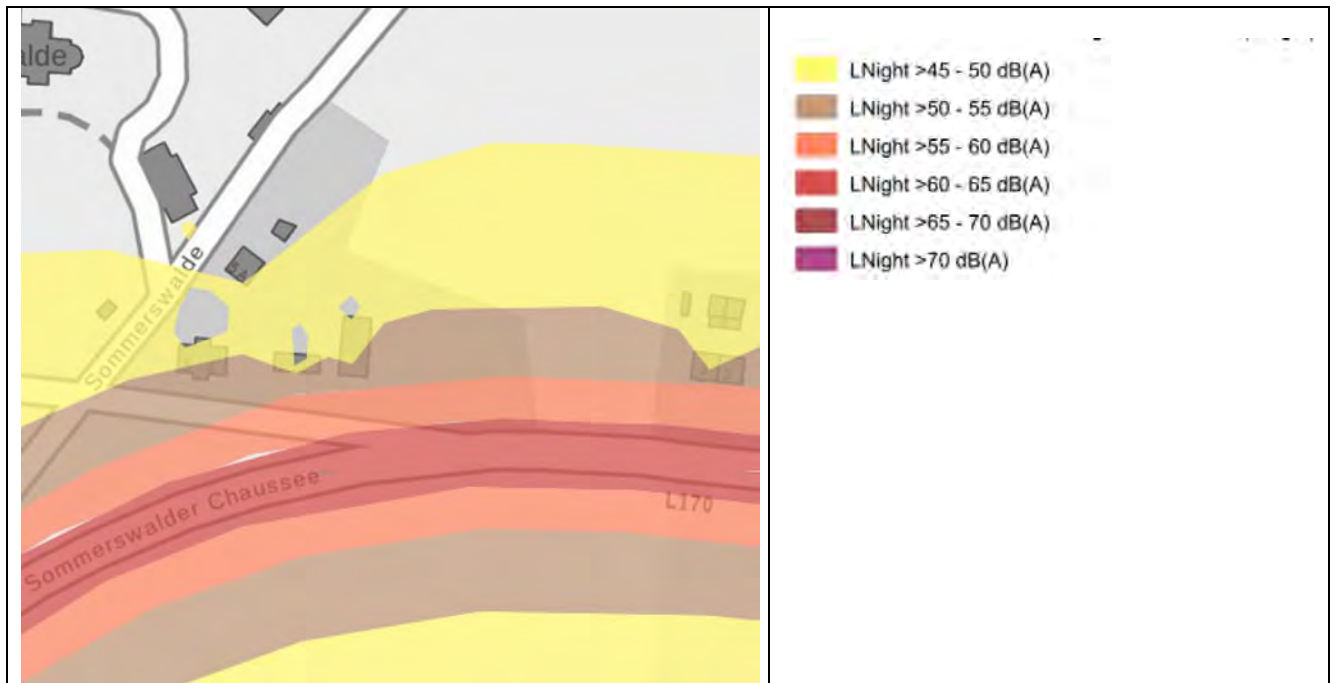 alde
Sommerswalde
5A
Sommerswalder Chaussee
L170
LNight >45 - 50 dB(A)
LNight >50 - 55 dB(A)
LNight >55 - 60 dB(A)
LNight >60 - 65 dB(A)
LNight >65 - 70 dB(A)
LNight >70 dB(A)